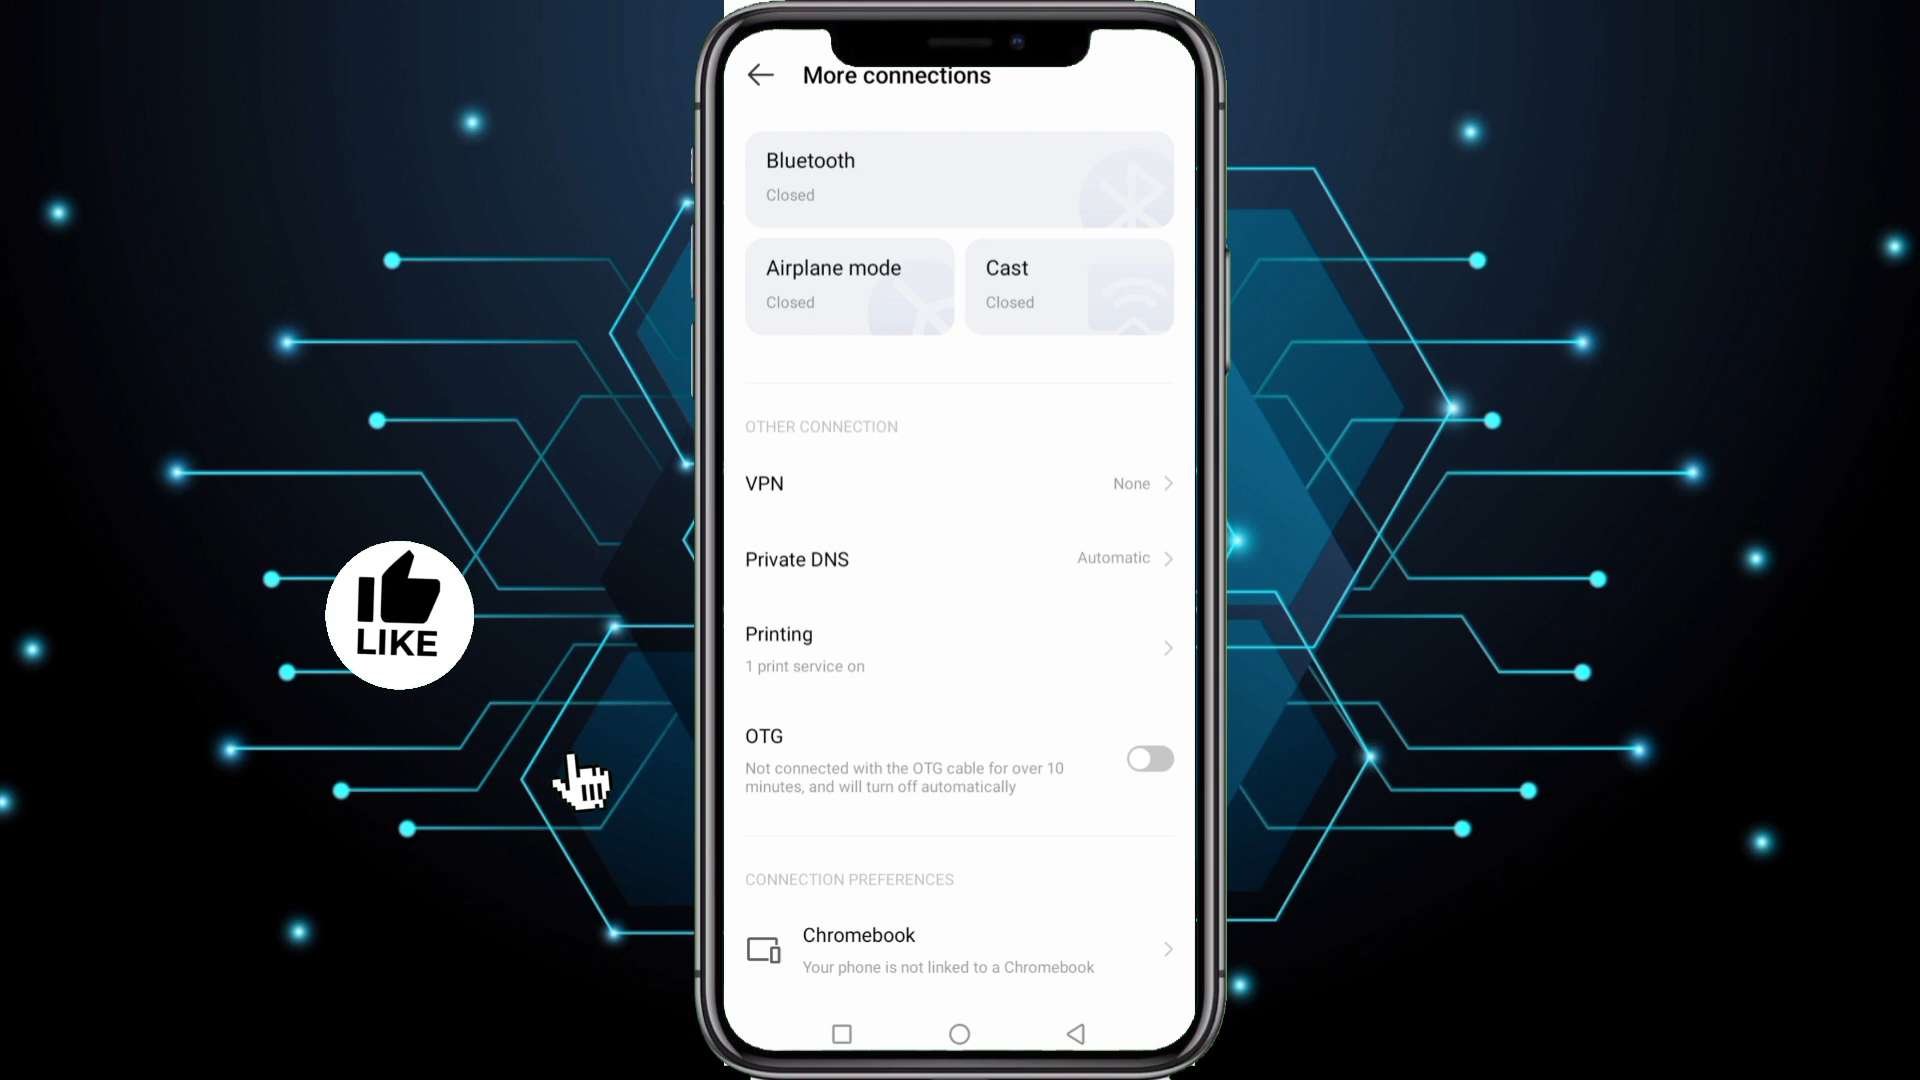 More connections
Bluetooth
Closed
Airplane mode
Closed
Cast
Closed
OTHER CONNECTION
VPN
None
Private DNS
Automatic
Printing
1 print service on
OTG
Not connected with the OTG cable for over 10
minutes, and will turn off automatically
CONNECTION PREFERENCES
Chromebook
Your phone is not linked to a Chromebook
LIKE